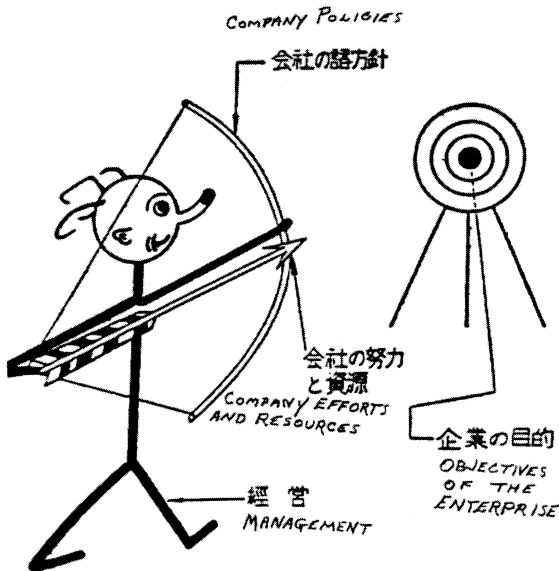 COMPANY POLICIES
会社の諸方針
会社の努力
と資源
COMPANY EFFORTS
AND RESOURCES
企業の目的
OBJECTIVES
OF THE
ENTERPRISE
経営
MANAGEMENT